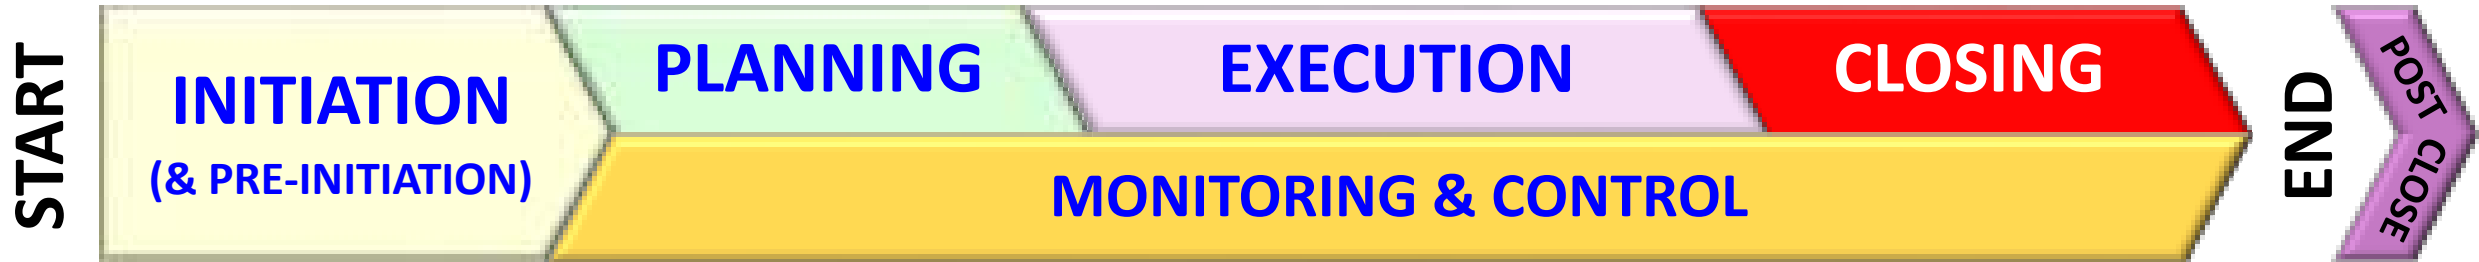 START
INITIATION
(& PRE-INITIATION)
PLANNING
EXECUTION
CLOSING
MONITORING & CONTROL
END
POST CLOSE